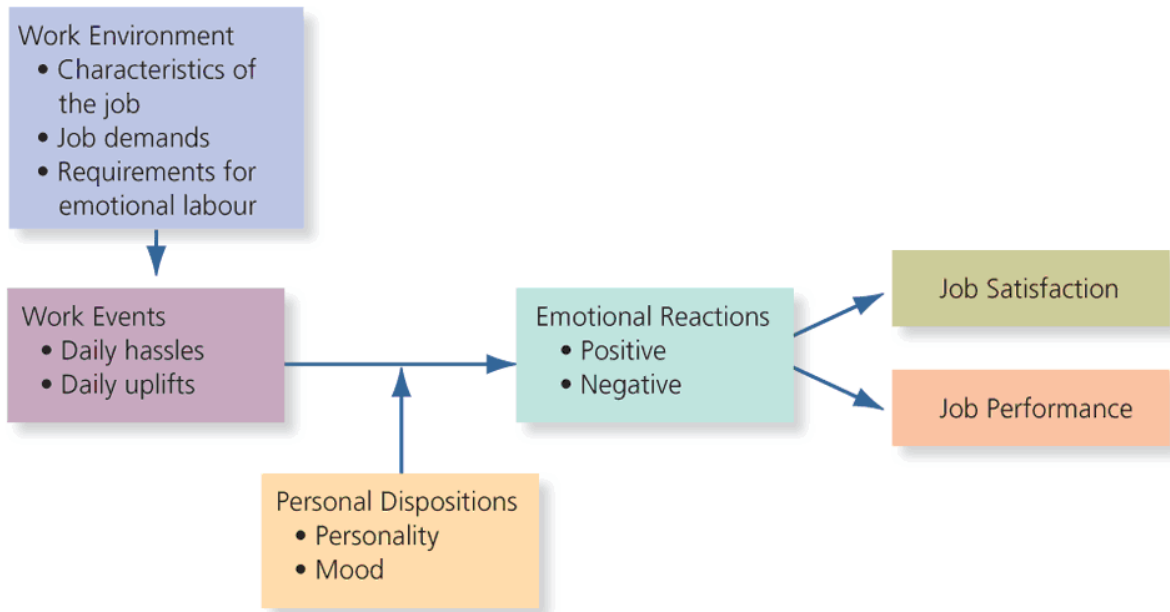 Work Environment
• Characteristics of
the job
• Job demands
• Requirements for
emotional labour
Work Events
• Daily hassles
• Daily uplifts
Personal Dispositions
• Personality
• Mood
Emotional Reactions
• Positive
• Negative
Job Satisfaction
Job Performance